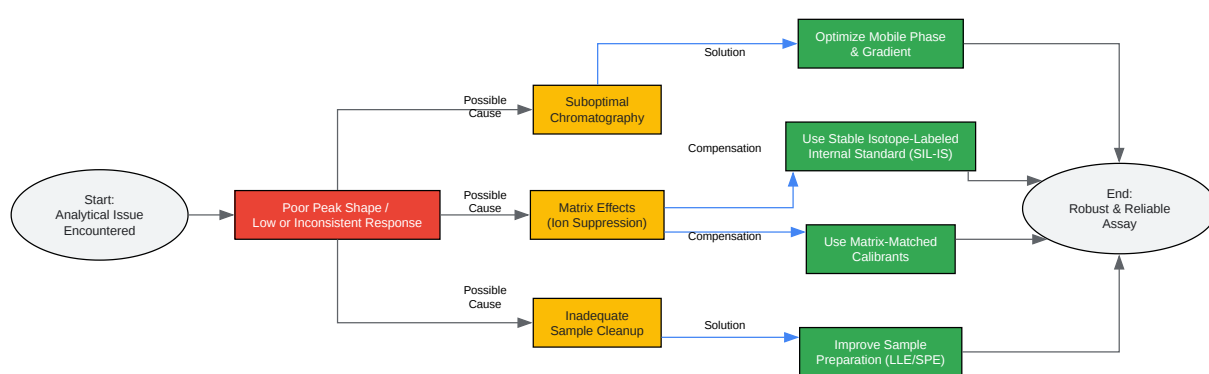 Start:
Analytical Issue
Encountered
Poor Peak Shape /
Low or Inconsistent Response
Possible
Cause
Suboptimal
Chromatography
Solution
Optimize Mobile Phase
& Gradient
Possible
Cause
Matrix Effects
(Ion Suppression)
Compensation
Use Stable Isotope-Labeled
Internal Standard (SIL-IS)
Compensation
Use Matrix-Matched
Calibrants
Possible
Cause
Inadequate
Sample Cleanup
Solution
Improve Sample
Preparation (LLE/SPE)
End:
Robust & Reliable
Assay